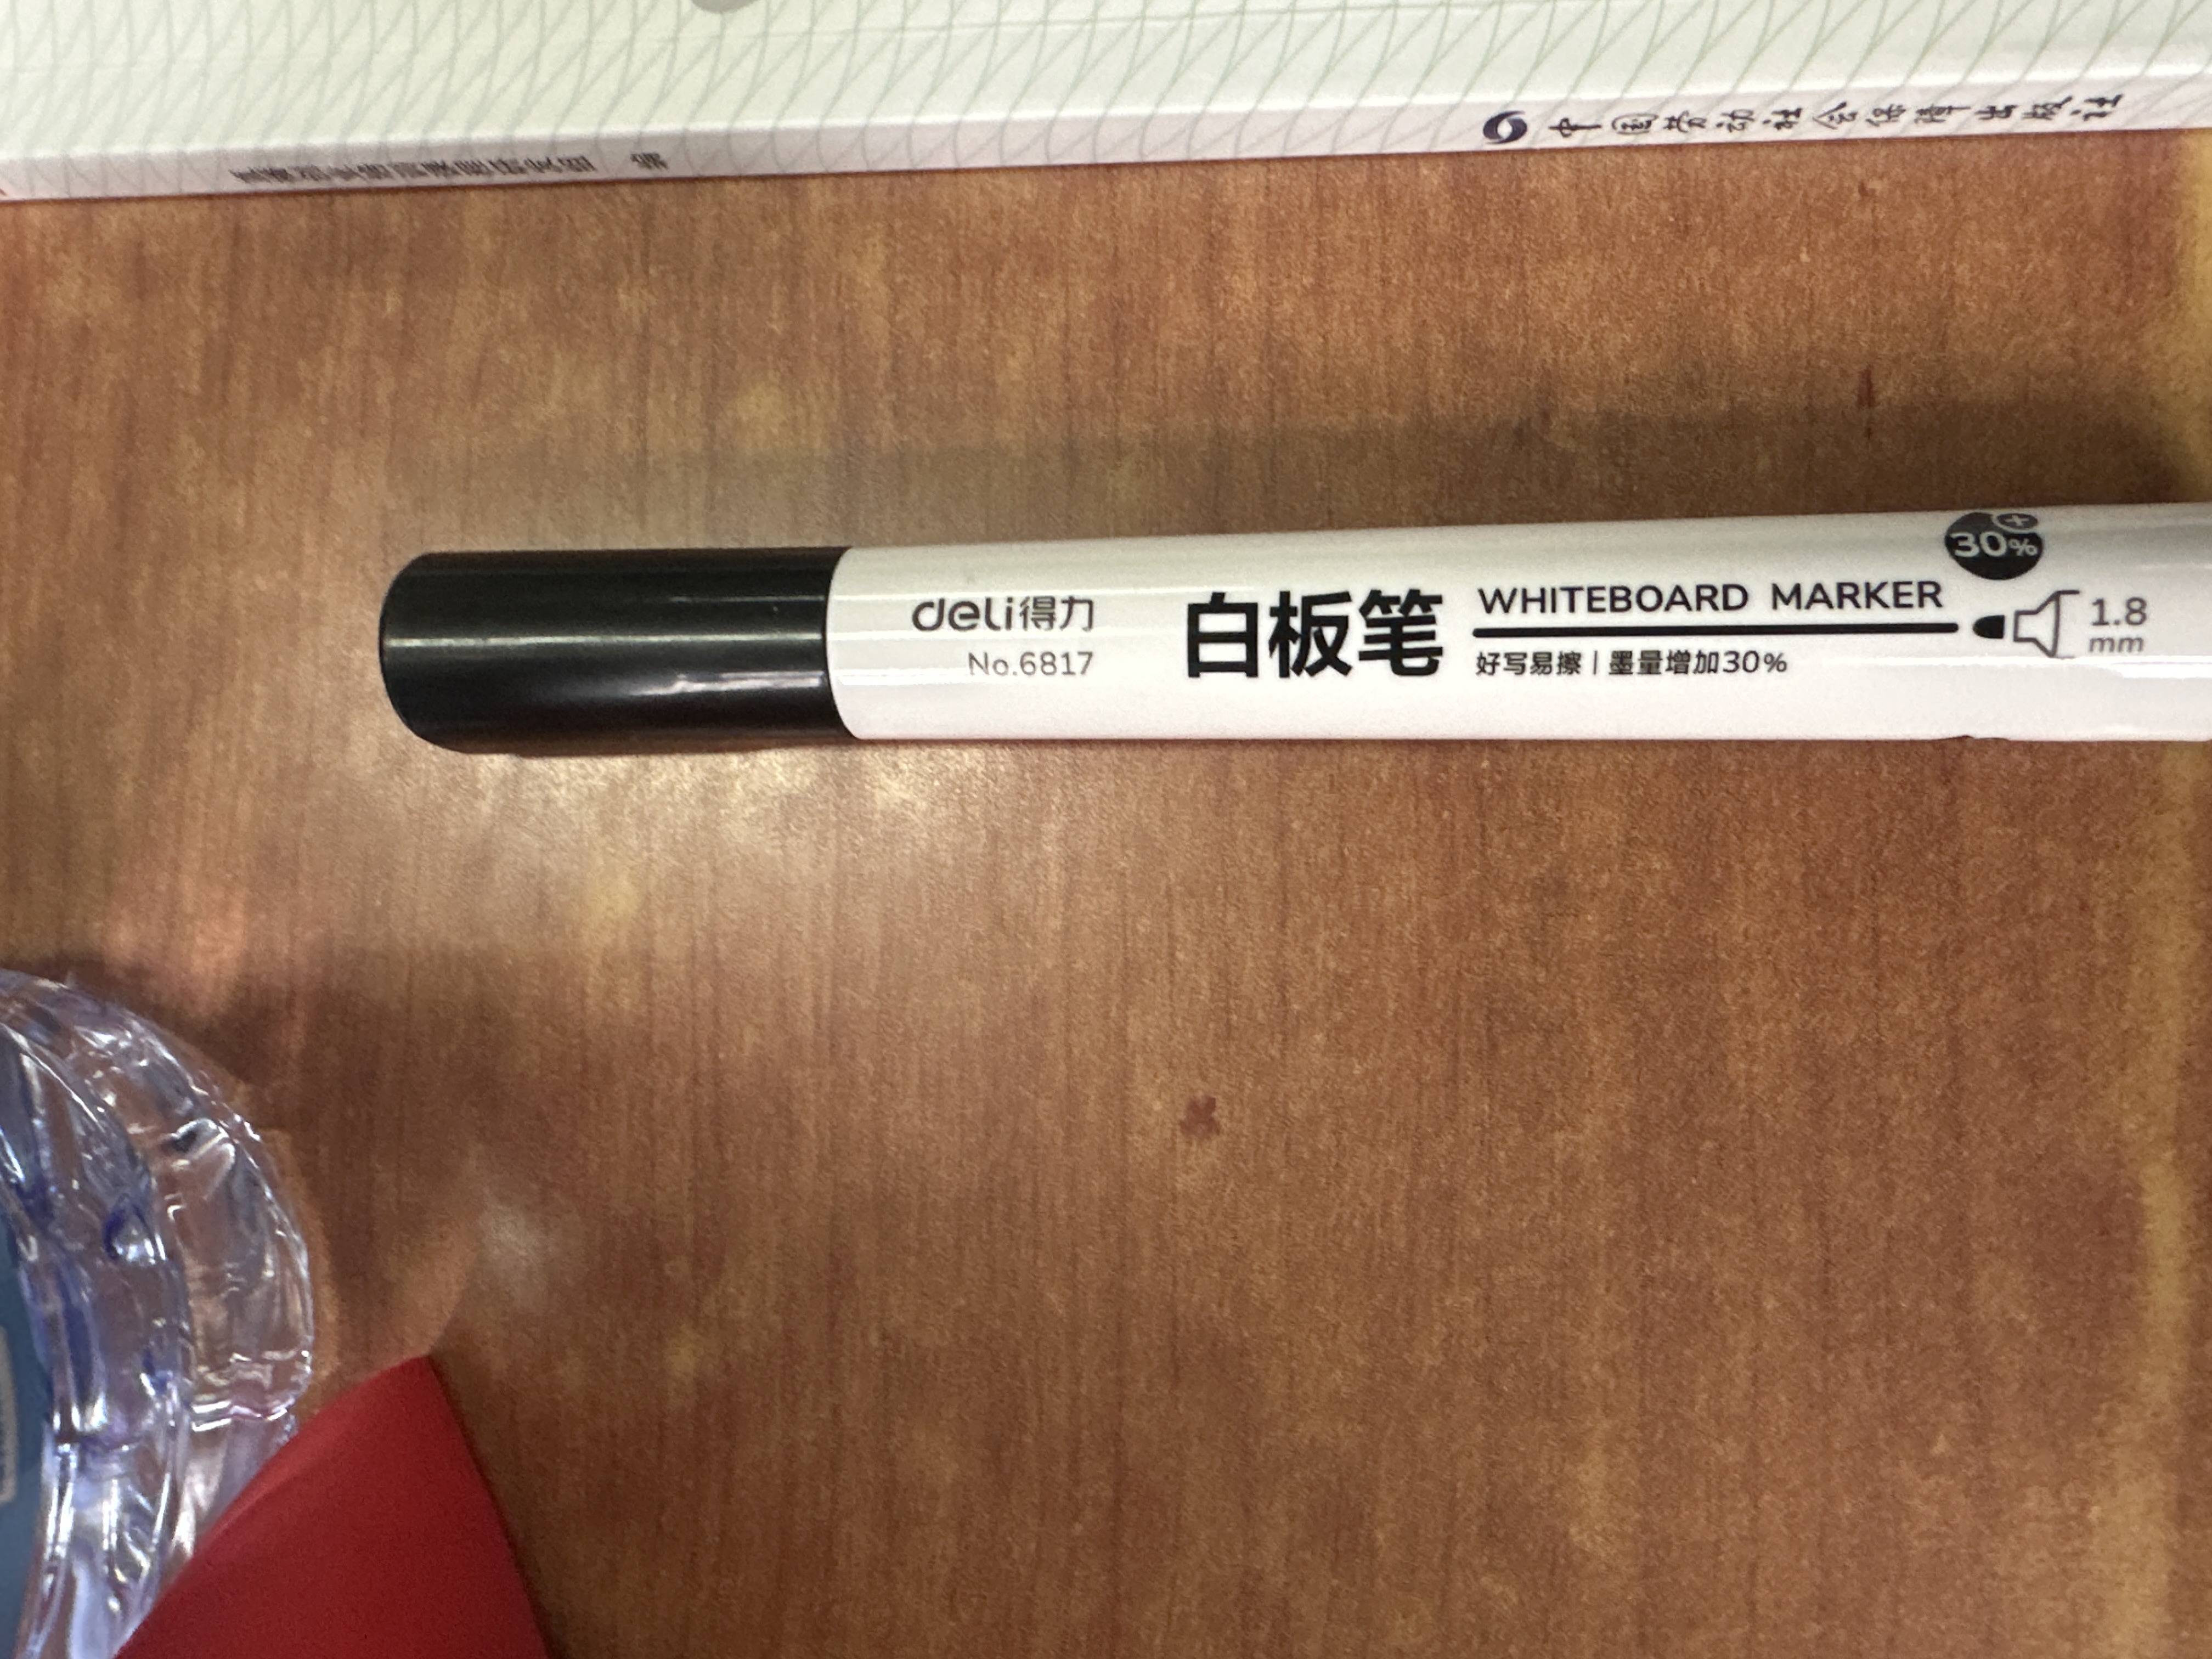 中国劳动社会保障出版社
编
deli得力
No.6817
白板笔
WHITEBOARD MARKER
好写易擦 | 墨量增加30%
30%+
1.8
mm